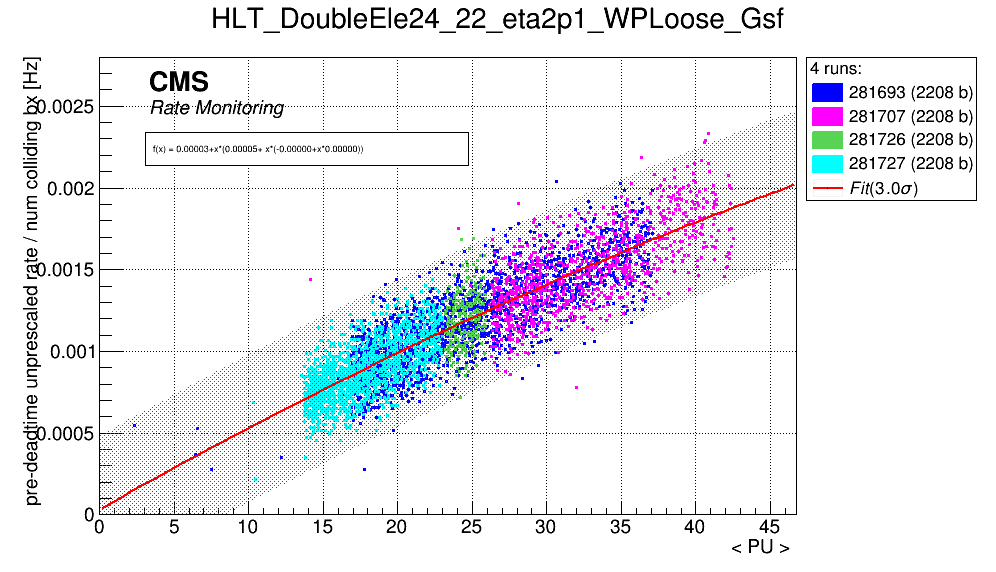 HLT_DoubleEle24_22_eta2p1_WPLoose_Gsf
pre-deadtime unprescaled rate / num colliding bx [Hz]
CMS
Rate Monitoring
f(x) = 0.00003+x*(0.00005+ x*(-0.00000+x*0.00000))
0.0025
0.002
0.0015
0.001
0.0005
0
0 5 10 15 20 25 30 35 40 45
< PU >
4 runs:
281693 (2208 b)
281707 (2208 b)
281726 (2208 b)
281727 (2208 b)
Fit(3.0σ)